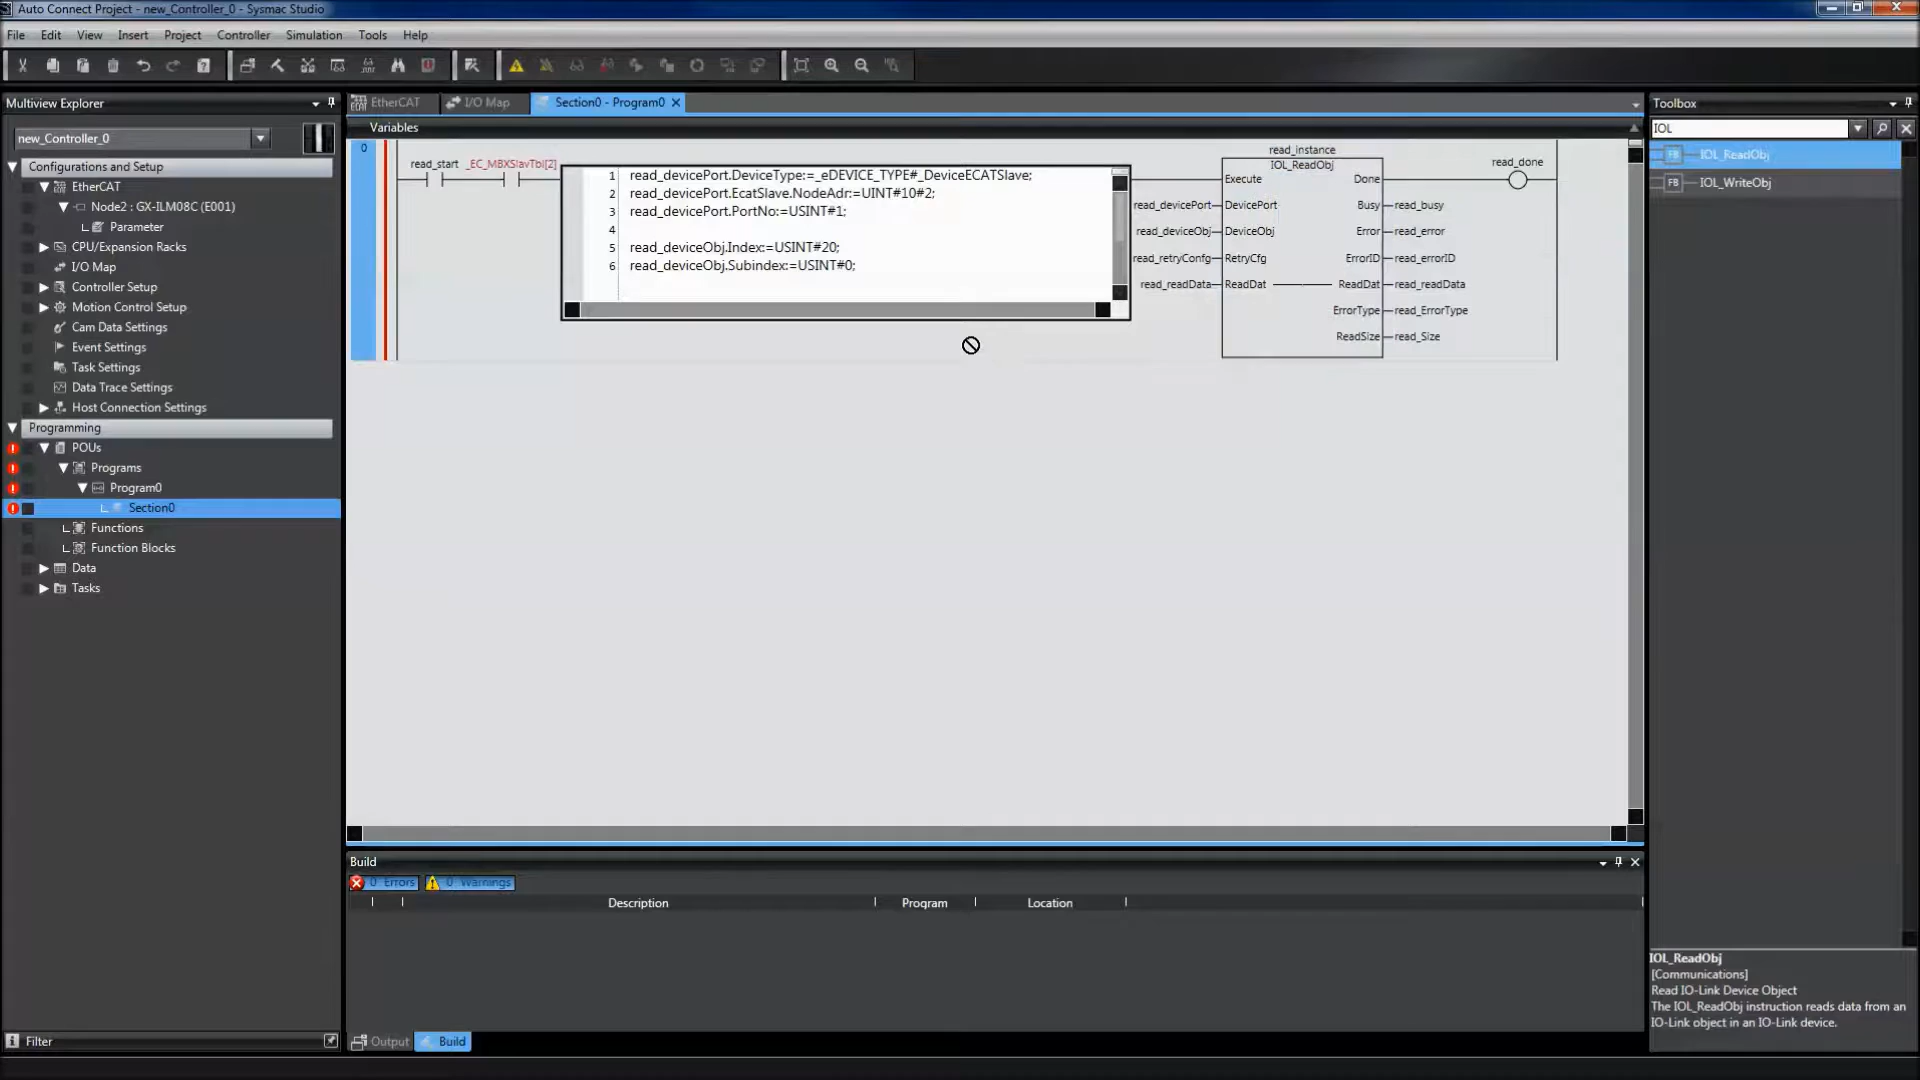 Auto Connect Project - new_Controller_0 - Sysmac Studio
File Edit View Insert Project Controller Simulation Tools Help
Multiview Explorer
new_Controller_0
Configurations and Setup
EtherCAT
Node2 : GX-ILM08C (E001)
Parameter
CPU/Expansion Racks
I/O Map
Controller Setup
Motion Control Setup
Cam Data Settings
Event Settings
Task Settings
Data Trace Settings
Host Connection Settings
Programming
POUs
Programs
Program0
Section0
Functions
Function Blocks
Data
Tasks
Filter
EtherCAT I/O Map Section0 - Program0
Variables
0
read_start _EC_MBXSlavTbl[2]
1 read_devicePort.DeviceType:=_eDEVICE_TYPE#_DeviceECATSlave;
2 read_devicePort.EcatSlave.NodeAdr:=UINT#10#2;
3 read_devicePort.PortNo:=USINT#1;
4
5 read_deviceObj.Index:=USINT#20;
6 read_deviceObj.Subindex:=USINT#0;
read_instance
IOL_ReadObj
read_done
Execute Done
read_devicePort DevicePort Busy read_busy
read_deviceObj DeviceObj Error read_error
read_retryConfg RetryCfg ErrorID read_errorID
read_readData ReadDat ReadDat read_readData
ErrorType read_ErrorType
ReadSize read_Size
Build
0 Errors 0 Warnings
Description Program Location
Output Build
Toolbox
IOL
FB IOL_ReadObj
FB IOL_WriteObj
IOL_ReadObj
[Communications]
Read IO-Link Device Object
The IOL_ReadObj instruction reads data from an
IO-Link object in an IO-Link device.